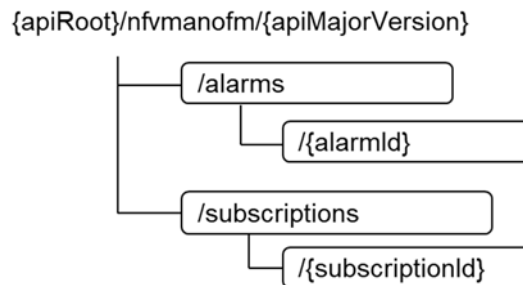 {apiRoot}/nfvmanofm/{apiMajorVersion}
/alarms
/{alarmId}
/subscriptions
/{subscriptionId}